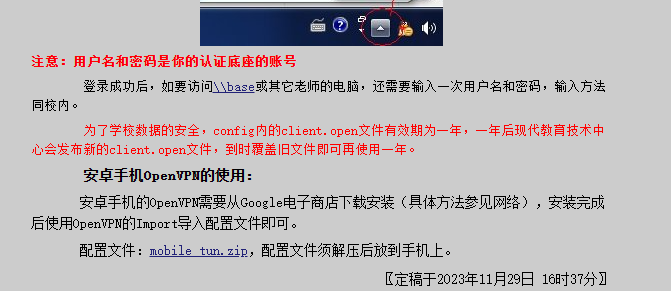 注意：用户名和密码是你的认证底座的账号
登录成功后，如要访问\\base或其它老师的电脑，还需要输入一次用户名和密码，输入方法
同校内。
为了学校数据的安全，config内的client.open文件有效期为一年，一年后现代教育技术中
心会发布新的client.open文件，到时覆盖旧文件即可再使用一年。
安卓手机OpenVPN的使用：
安卓手机的OpenVPN需要从Google电子商店下载安装（具体方法参见网络），安装完成
后使用OpenVPN的Import导入配置文件即可。
配置文件：mobile tun.zip，配置文件须解压后放到手机上。
〖定稿于2023年11月29日 16时37分〗